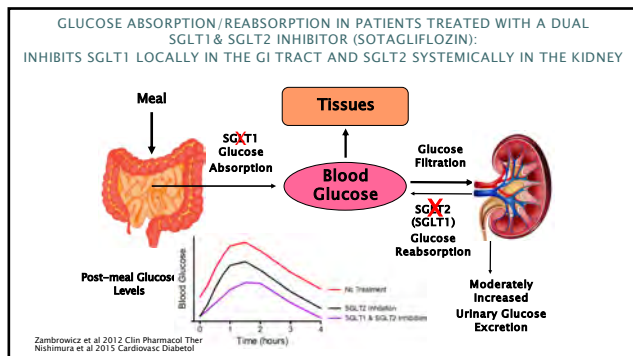 GLUCOSE ABSORPTION/REABSORPTION IN PATIENTS TREATED WITH A DUAL
SGLT1& SGLT2 INHIBITOR (SOTAGLIFLOZIN):
INHIBITS SGLT1 LOCALLY IN THE GI TRACT AND SGLT2 SYSTEMICALLY IN THE KIDNEY
Meal
Tissues
SGLT1
Glucose
Absorption
Blood
Glucose
Glucose
Filtration
SGLT2
(SGLT1)
Glucose
Reabsorption
Moderately
Increased
Urinary Glucose
Excretion
Post-meal Glucose
Levels
Blood Glucose
No Treatment
SGLT2 Inhibition
SGLT1 & SGLT2 Inhibition
0 1 2 3 4
Time (hours)
Zambrowicz et al 2012 Clin Pharmacol Ther
Nishimura et al 2015 Cardiovasc Diabetol